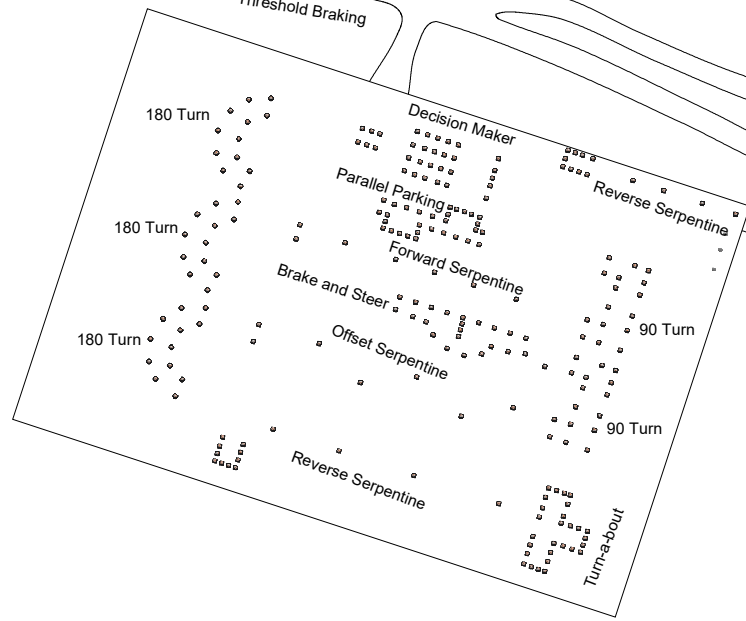 Threshold Braking
180 Turn
Decision Maker
Parallel Parking
Reverse Serpentine
180 Turn
Forward Serpentine
Brake and Steer
90 Turn
180 Turn
Offset Serpentine
90 Turn
Reverse Serpentine
Turn-a-bout